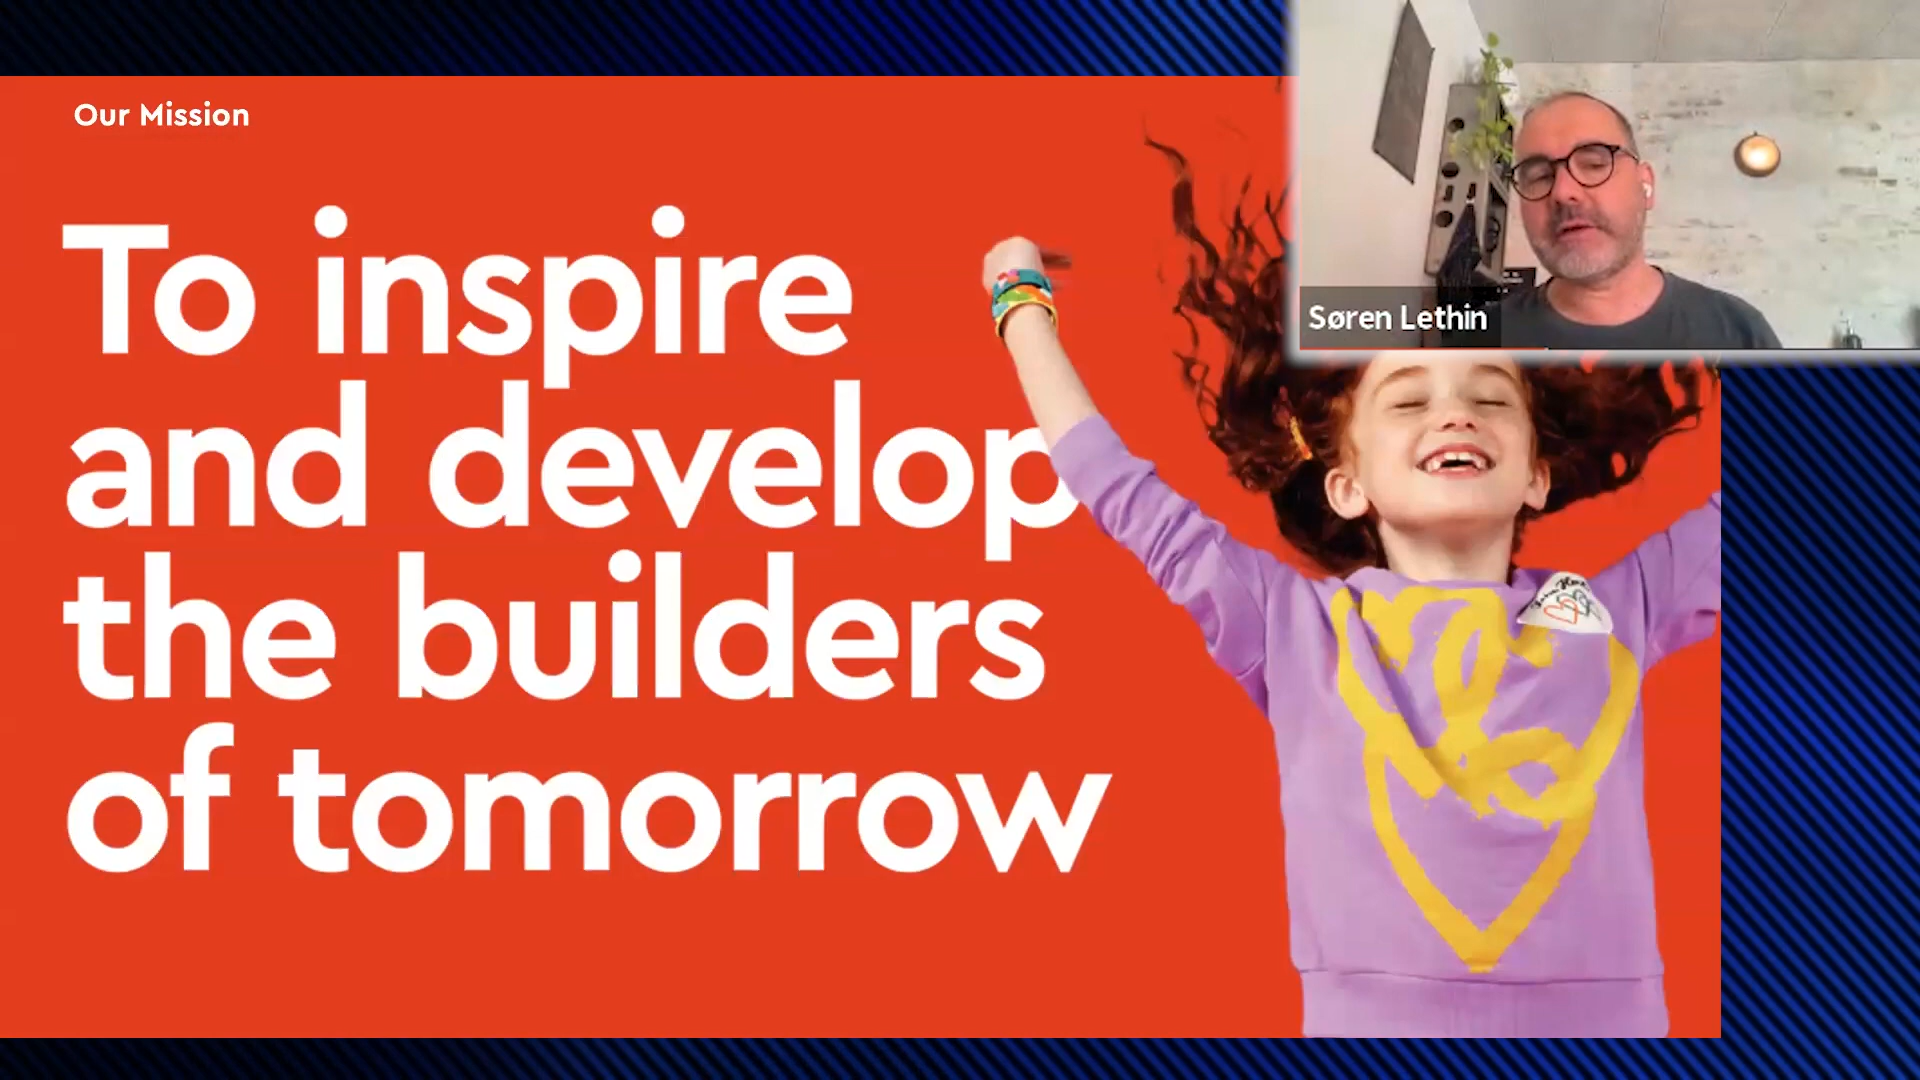 Our Mission
To inspire
and develop
the builders
of tomorrow
Søren Lethin